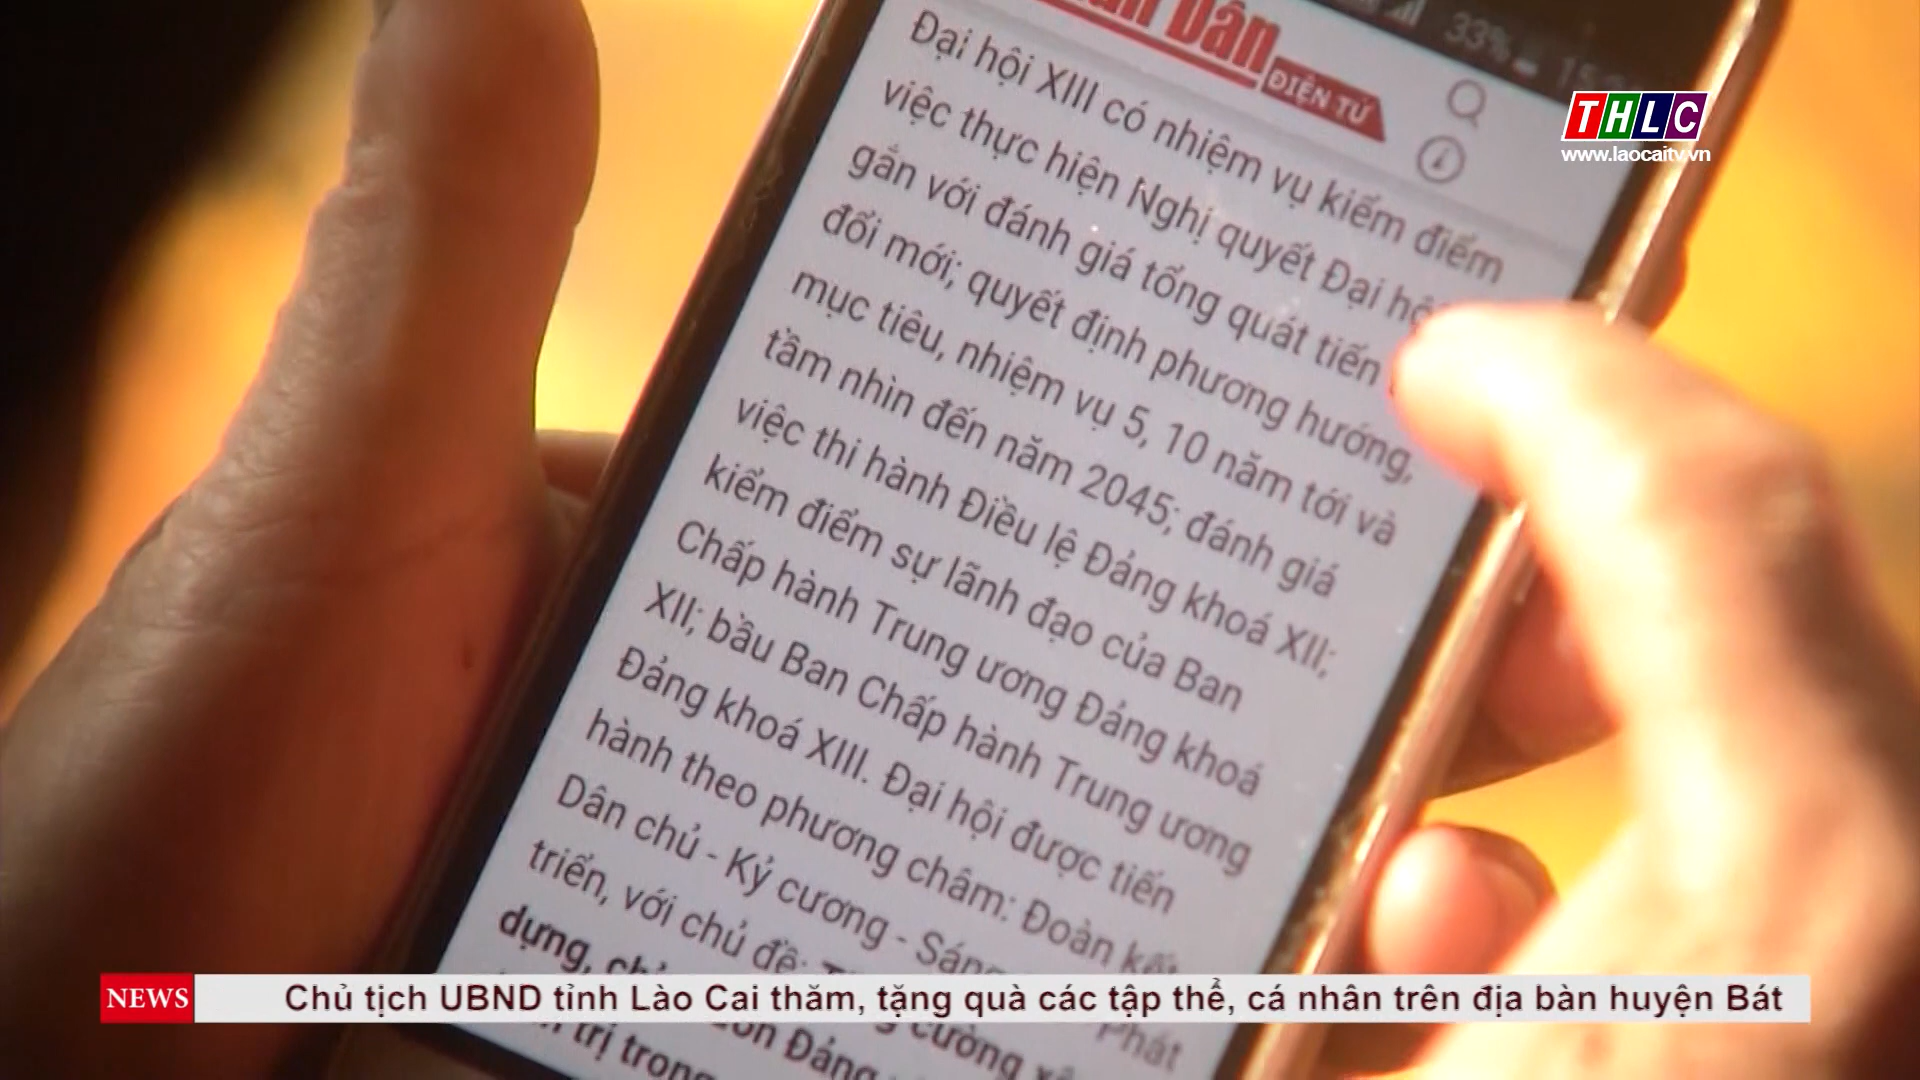 Dân
ĐIỆN TỬ
33%
THLC
www.laocaitv.vn
Đại hội XIII có nhiệm vụ kiểm điểm
việc thực hiện Nghị quyết Đại
gắn với đánh giá tổng quát tiến
đổi mới; quyết định phương hướng,
mục tiêu, nhiệm vụ 5, 10 năm tới và
tầm nhìn đến năm 2045; đánh giá
việc thi hành Điều lệ Đảng khoá XII;
kiểm điểm sự lãnh đạo của Ban
Chấp hành Trung ương Đảng khoá
XII; bầu Ban Chấp hành Trung ương
Đảng khoá XIII. Đại hội được tiến
hành theo phương châm: Đoàn kết
Dân chủ - Kỷ cương -
triển, với chủ đề:
dựng,
Đảng
cường
Phát
trị trong
NEWS
Chủ tịch UBND tỉnh Lào Cai thăm, tặng quà các tập thể, cá nhân trên địa bàn huyện Bát